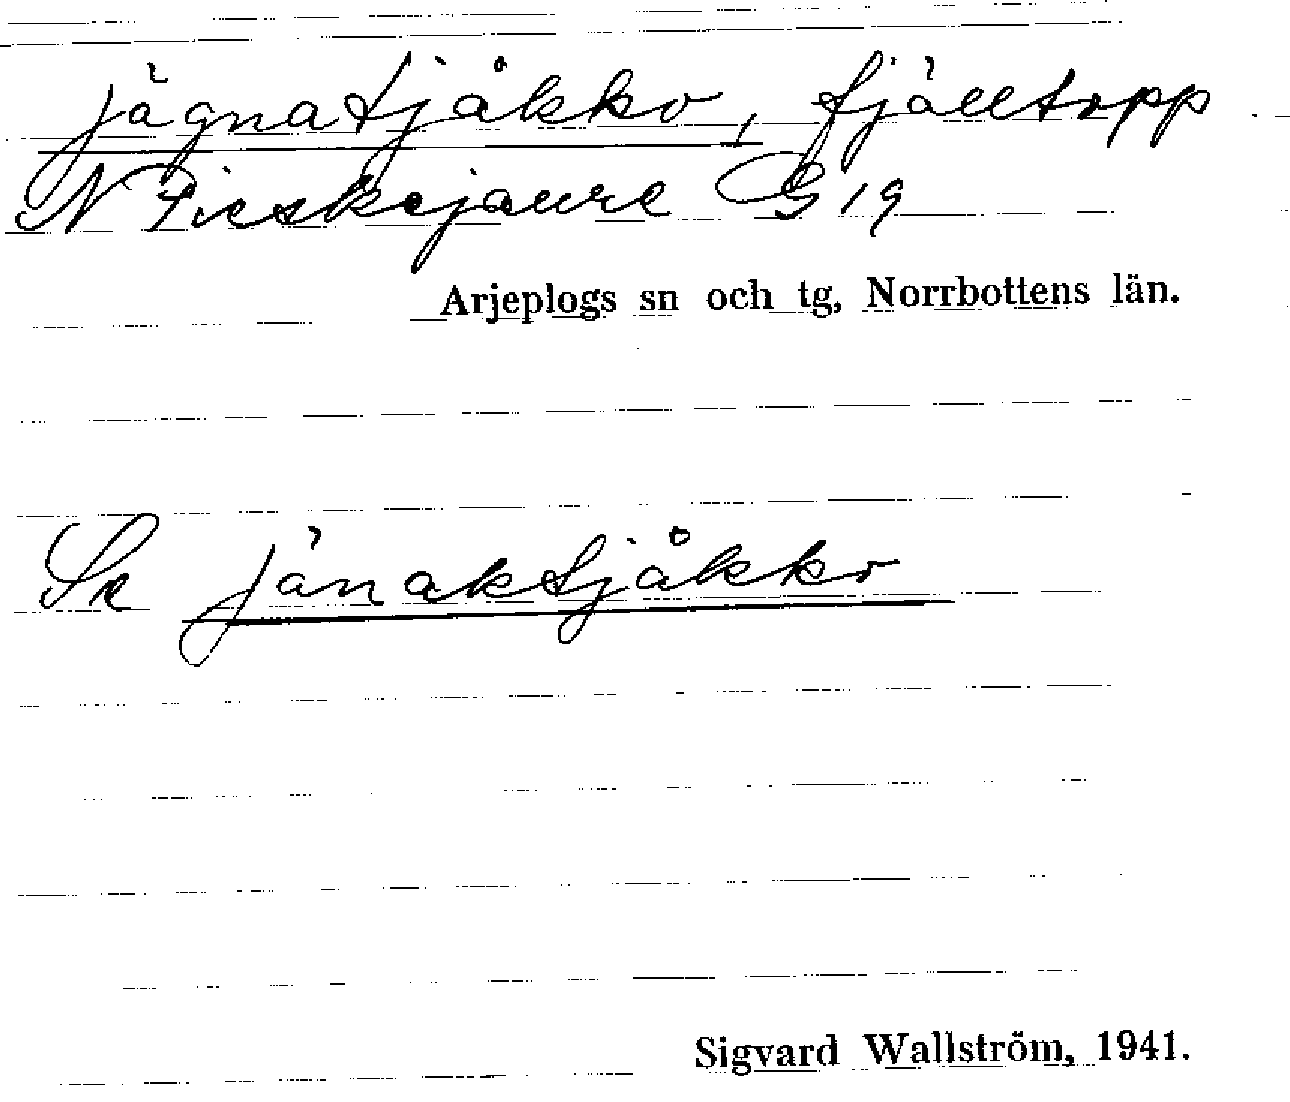 jägnatjåkko, fjälltopp
N Pieskejaure G 19
Arjeplogs sn och tg, Norrbottens län.
Se jänaktjåkko
Sigvard Wallström, 1941.